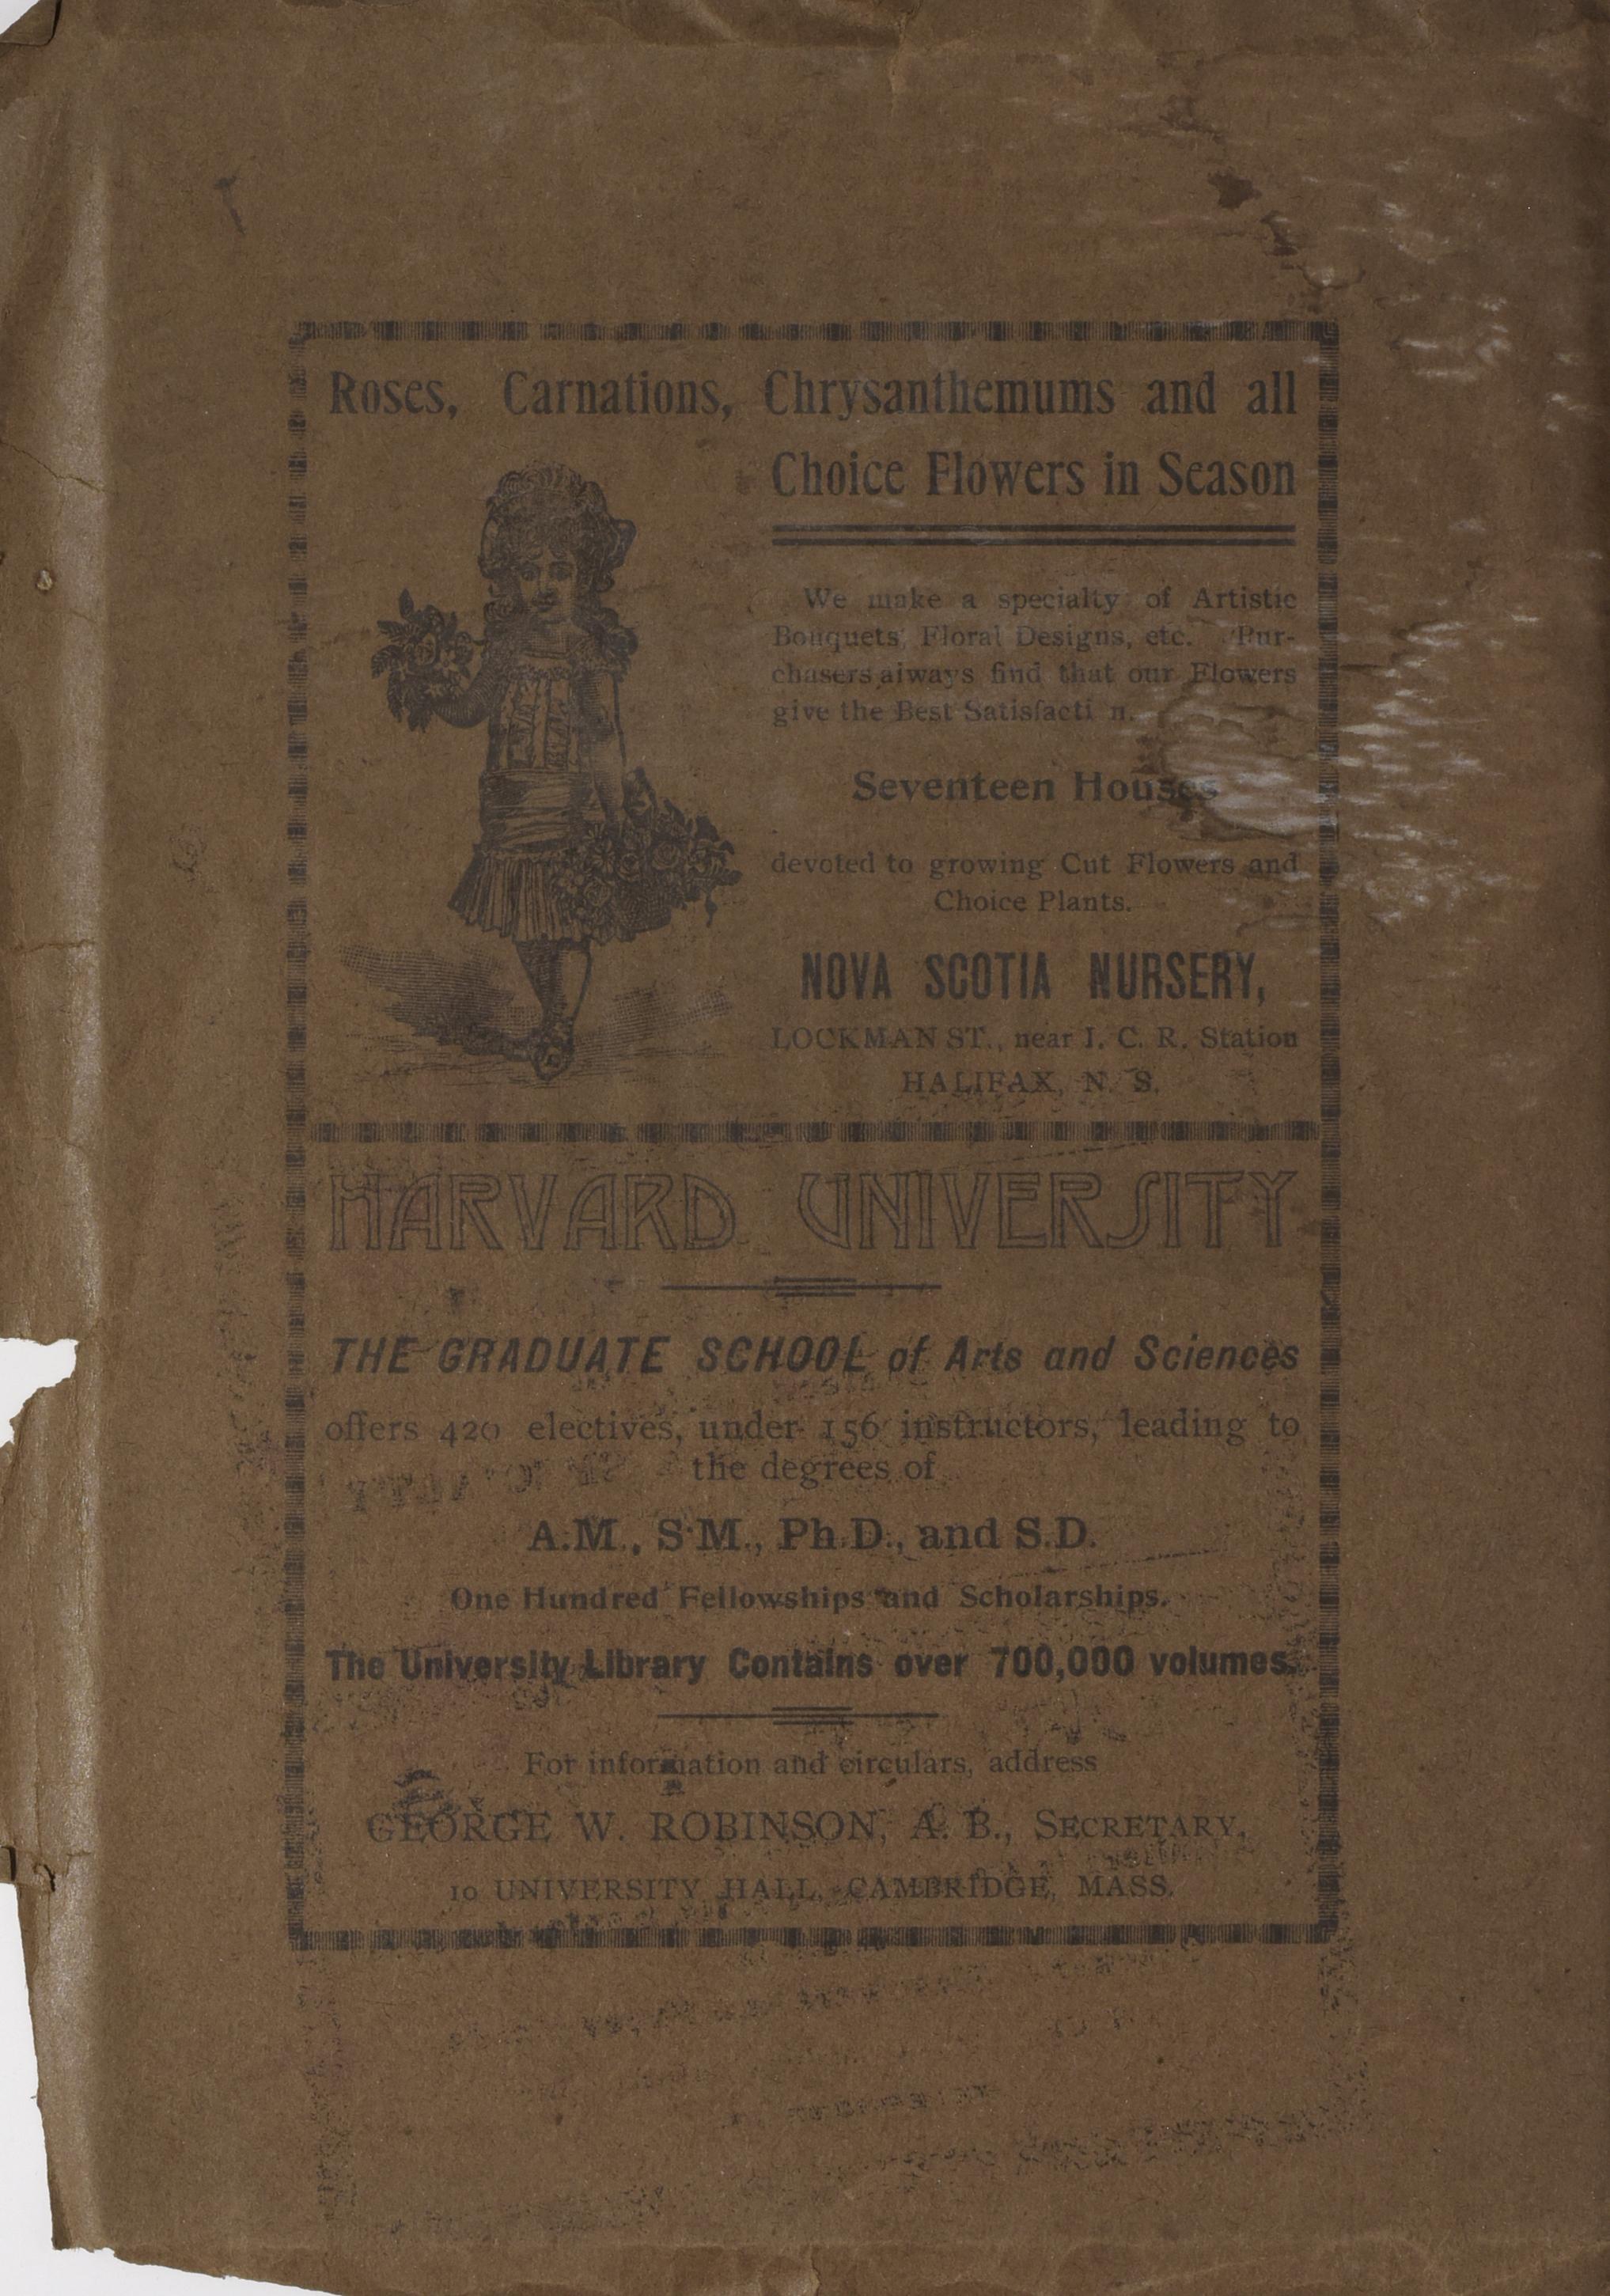 Roses, Carnations, Chrysanthemums and all
Choice Flowers in Season
We make a specialty of Artistic
Bouquets, Floral Designs, etc. Pur-
chasers always find that our Flowers
give the Best Satisfacti n.
Seventeen Houses
devoted to growing Cut Flowers and
Choice Plants.
NOVA SCOTIA NURSERY,
LOCKMAN ST., near I. C. R. Station
HALIFAX, N. S.
HARVARD UNIVERSITY
THE GRADUATE SCHOOL of Arts and Sciences
offers 420 electives, under 156 instructors, leading to
the degrees of
A.M., S.M., Ph.D., and S.D.
One Hundred Fellowships and Scholarships.
The University Library Contains over 700,000 volumes.
For information and circulars, address
GEORGE W. ROBINSON, A. B., SECRETARY,
10 UNIVERSITY HALL, CAMBRIDGE, MASS.